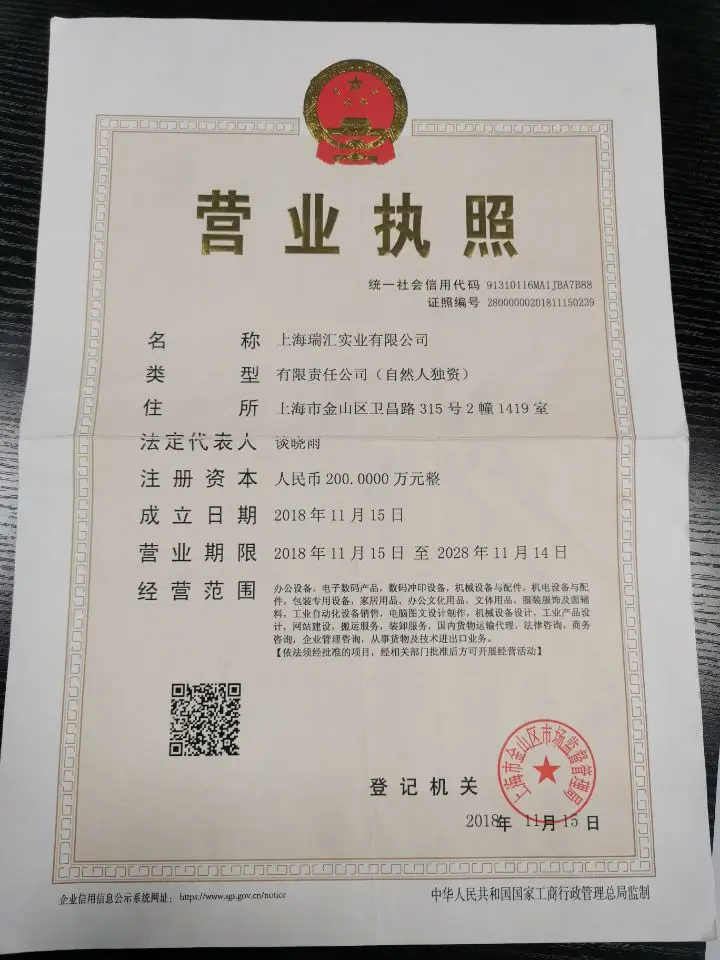 营业执照
统一社会信用代码 91310116MA1JBA7B88
证照编号 28000000201811150239
名称 上海瑞汇实业有限公司
类型 有限责任公司（自然人独资）
住所 上海市金山区卫昌路315号2幢1419室
法定代表人 谈晓雨
注册资本 人民币200.0000万元整
成立日期 2018年11月15日
营业期限 2018年11月15日 至 2028年11月14日
经营范围 办公设备，电子数码产品，数码冲印设备，机械设备与配件，机电设备与配
件，包装专用设备，家居用品，办公文化用品，文体用品，服装服饰及面辅
料，工业自动化设备销售，电脑图文设计制作，机械设备设计，工业产品设
计，网站建设，搬运服务，装卸服务，国内货物运输代理，法律咨询，商务
咨询，企业管理咨询，从事货物及技术进出口业务。
【依法须经批准的项目，经相关部门批准后方可开展经营活动】
上海市金山区市场监督管理局
登记机关
2018年 11月15日
企业信用信息公示系统网址：https://www.sgs.gov.cn/notice
中华人民共和国国家工商行政管理总局监制